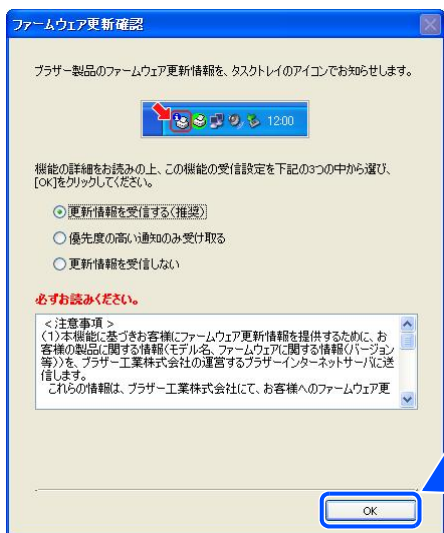 ファームウェア更新確認
ブラザー製品のファームウェア更新情報を、タスクトレイのアイコンでお知らせします。
12:00
機能の詳細をお読みの上、この機能の受信設定を下記の3つの中から選び、
[OK]をクリックしてください。
更新情報を受信する(推奨)
優先度の高い通知のみ受け取る
更新情報を受信しない
必ずお読みください。
<注意事項>
(1)本機能に基づきお客様にファームウェア更新情報を提供するために、お
客様の製品に関する情報(モデル名、ファームウェアに関する情報(バージョン
等))を、ブラザー工業株式会社の運営するブラザーインターネットサーバに送
信します。
これらの情報は、ブラザー工業株式会社にて、お客様へのファームウェア更
OK